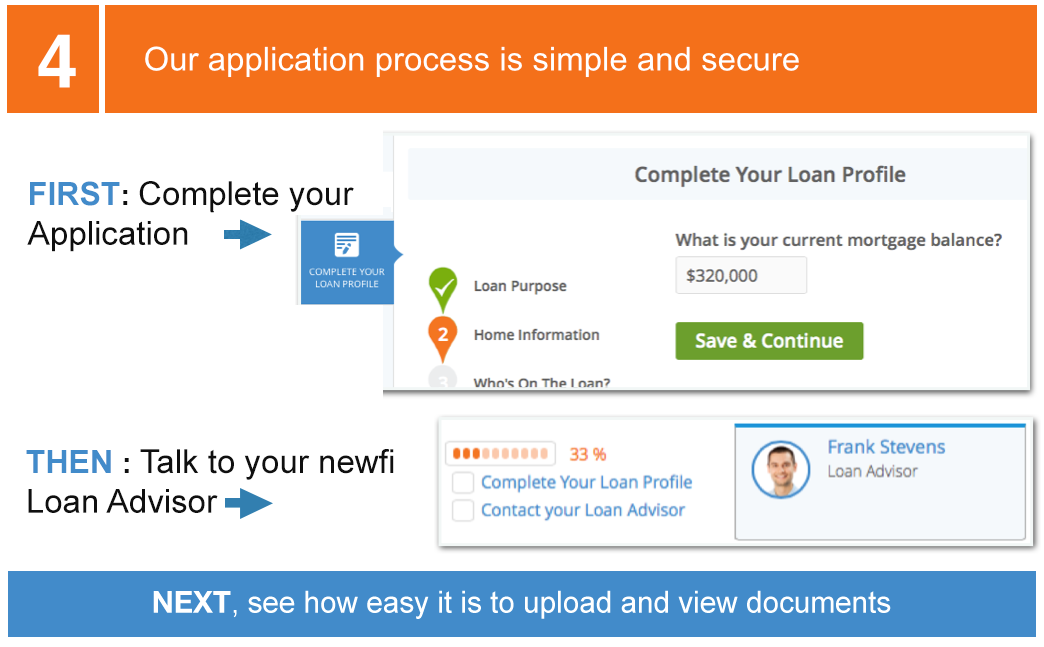 4
Our application process is simple and secure
FIRST: Complete your
Application
COMPLETE YOUR
LOAN PROFILE
Complete Your Loan Profile
What is your current mortgage balance?
$320,000
Loan Purpose
2
Home Information
Save & Continue
3
Who's On The Loan?
THEN : Talk to your newfi
Loan Advisor
33 %
Complete Your Loan Profile
Contact your Loan Advisor
Frank Stevens
Loan Advisor
NEXT, see how easy it is to upload and view documents